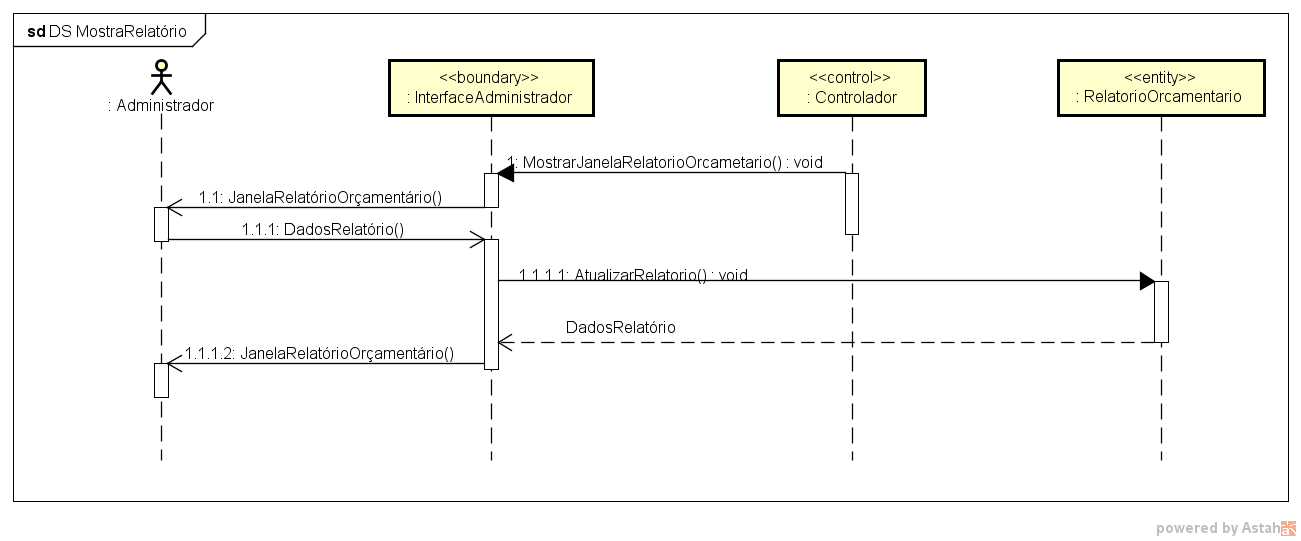 sd DS MostraRelatório
: Administrador
<<boundary>>
: InterfaceAdministrador
<<control>>
: Controlador
<<entity>>
: RelatorioOrcamentario
1: MostrarJanelaRelatorioOrcametario() : void
1.1: JanelaRelatórioOrçamentário()
1.1.1: DadosRelatório()
1.1.1.1: AtualizarRelatorio() : void
DadosRelatório
1.1.1.2: JanelaRelatórioOrçamentário()
powered by Astah